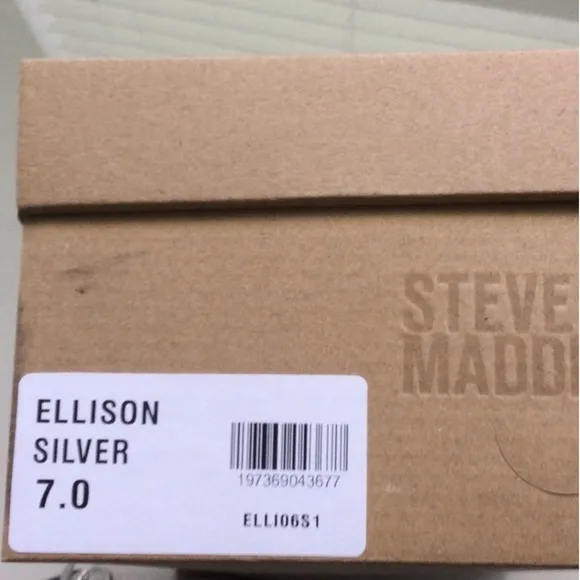 STEVE
MADD
ELLISON
SILVER
7.0
197369043677
ELLI06S1